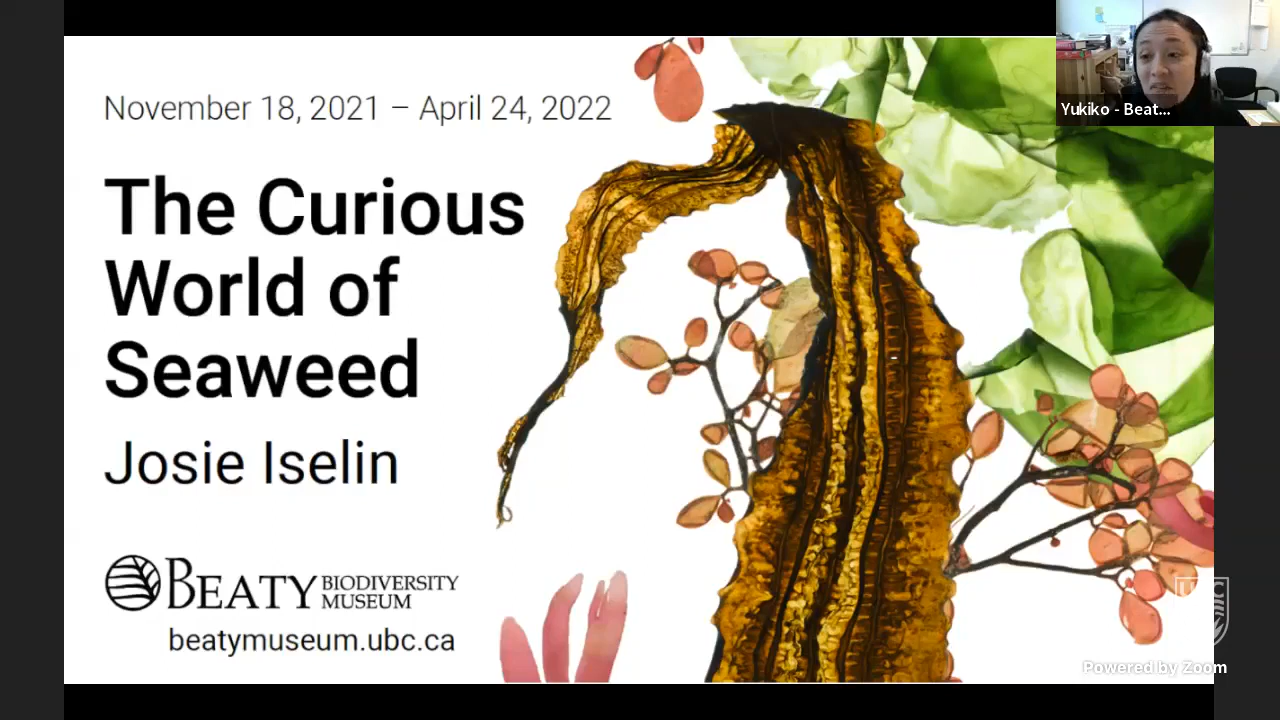 November 18, 2021 – April 24, 2022
The Curious
World of
Seaweed
Josie Iselin
BEATY BIODIVERSITY
MUSEUM
beatymuseum.ubc.ca
Yukiko - Beat...
UBC
Powered by Zoom